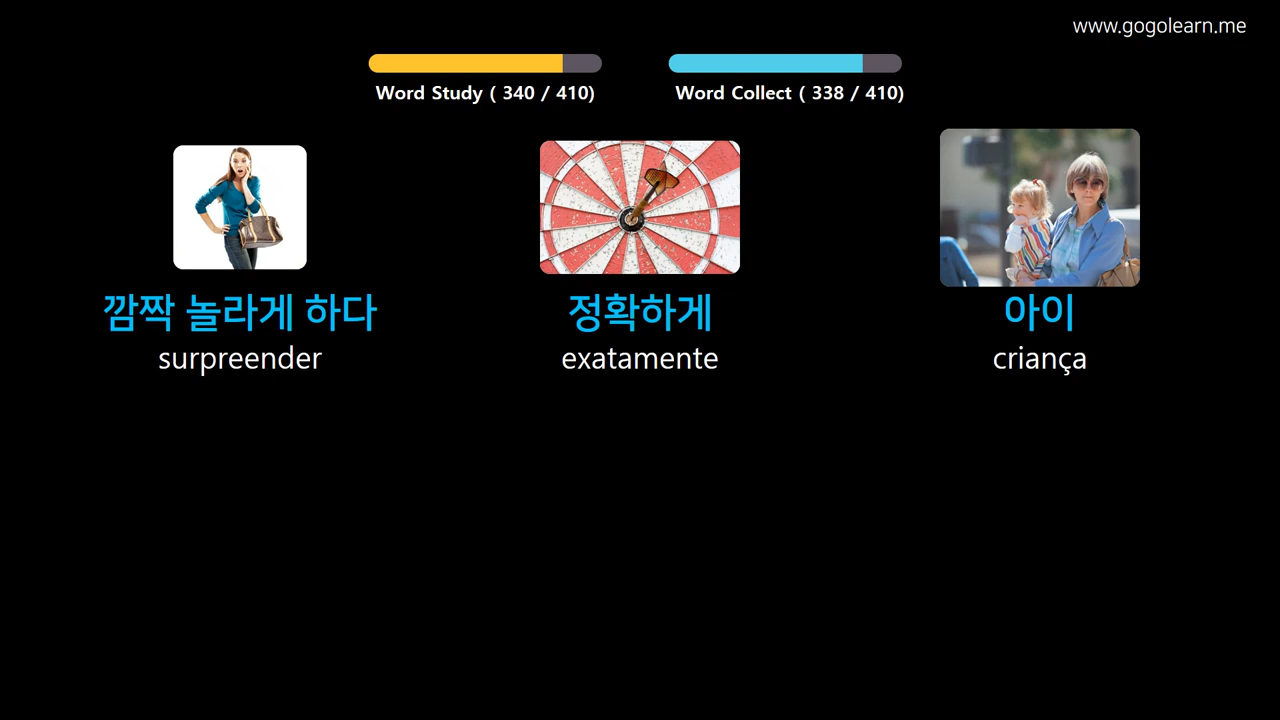 www.gogolearn.me
Word Study ( 340 / 410)
Word Collect ( 338 / 410)
깜짝 놀라게 하다
surpreender
정확하게
exatamente
아이
criança